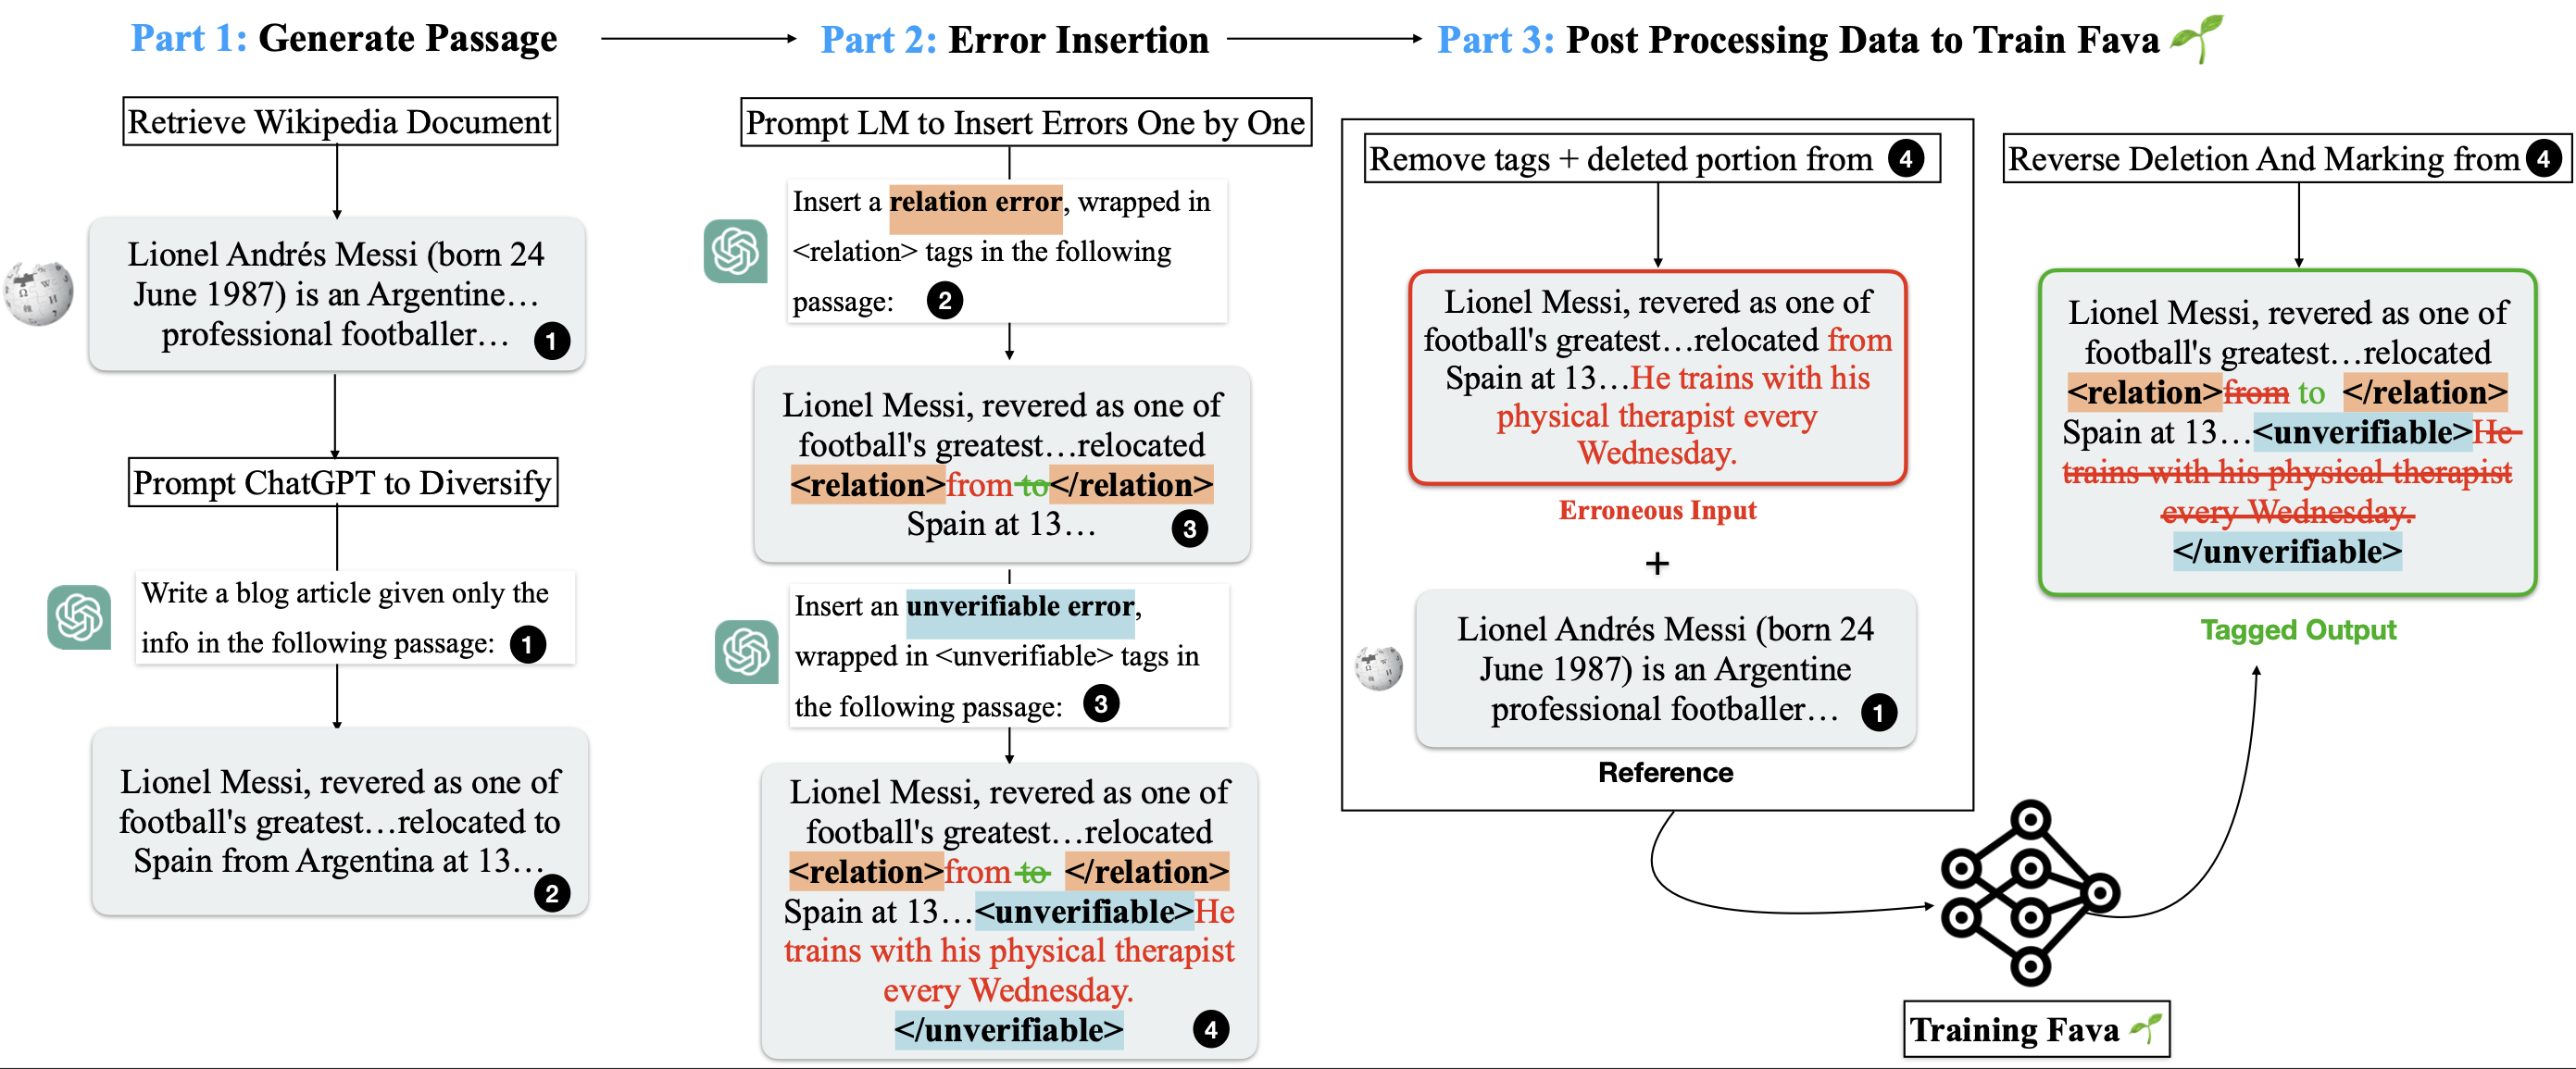 Part 1: Generate Passage
Retrieve Wikipedia Document
Lionel Andrés Messi (born 24
June 1987) is an Argentine…
professional footballer…
1
Prompt ChatGPT to Diversify
Write a blog article given only the
info in the following passage: 1
Lionel Messi, revered as one of
football's greatest…relocated to
Spain from Argentina at 13…
2
Part 2: Error Insertion
Prompt LM to Insert Errors One by One
Insert a relation error, wrapped in
<relation> tags in the following
passage: 2
Lionel Messi, revered as one of
football's greatest…relocated
<relation>from to</relation>
Spain at 13…
3
Insert an unverifiable error,
wrapped in <unverifiable> tags in
the following passage: 3
Lionel Messi, revered as one of
football's greatest…relocated
<relation>from to </relation>
Spain at 13…<unverifiable>He
trains with his physical therapist
every Wednesday.
</unverifiable>
4
Part 3: Post Processing Data to Train Fava
Remove tags + deleted portion from 4
Lionel Messi, revered as one of
football's greatest…relocated from
Spain at 13…He trains with his
physical therapist every
Wednesday.
Erroneous Input
+
Lionel Andrés Messi (born 24
June 1987) is an Argentine
professional footballer…
1
Reference
Reverse Deletion And Marking from 4
Lionel Messi, revered as one of
football's greatest…relocated
<relation>from to </relation>
Spain at 13…<unverifiable>He
trains with his physical therapist
every Wednesday.
</unverifiable>
Tagged Output
Training Fava